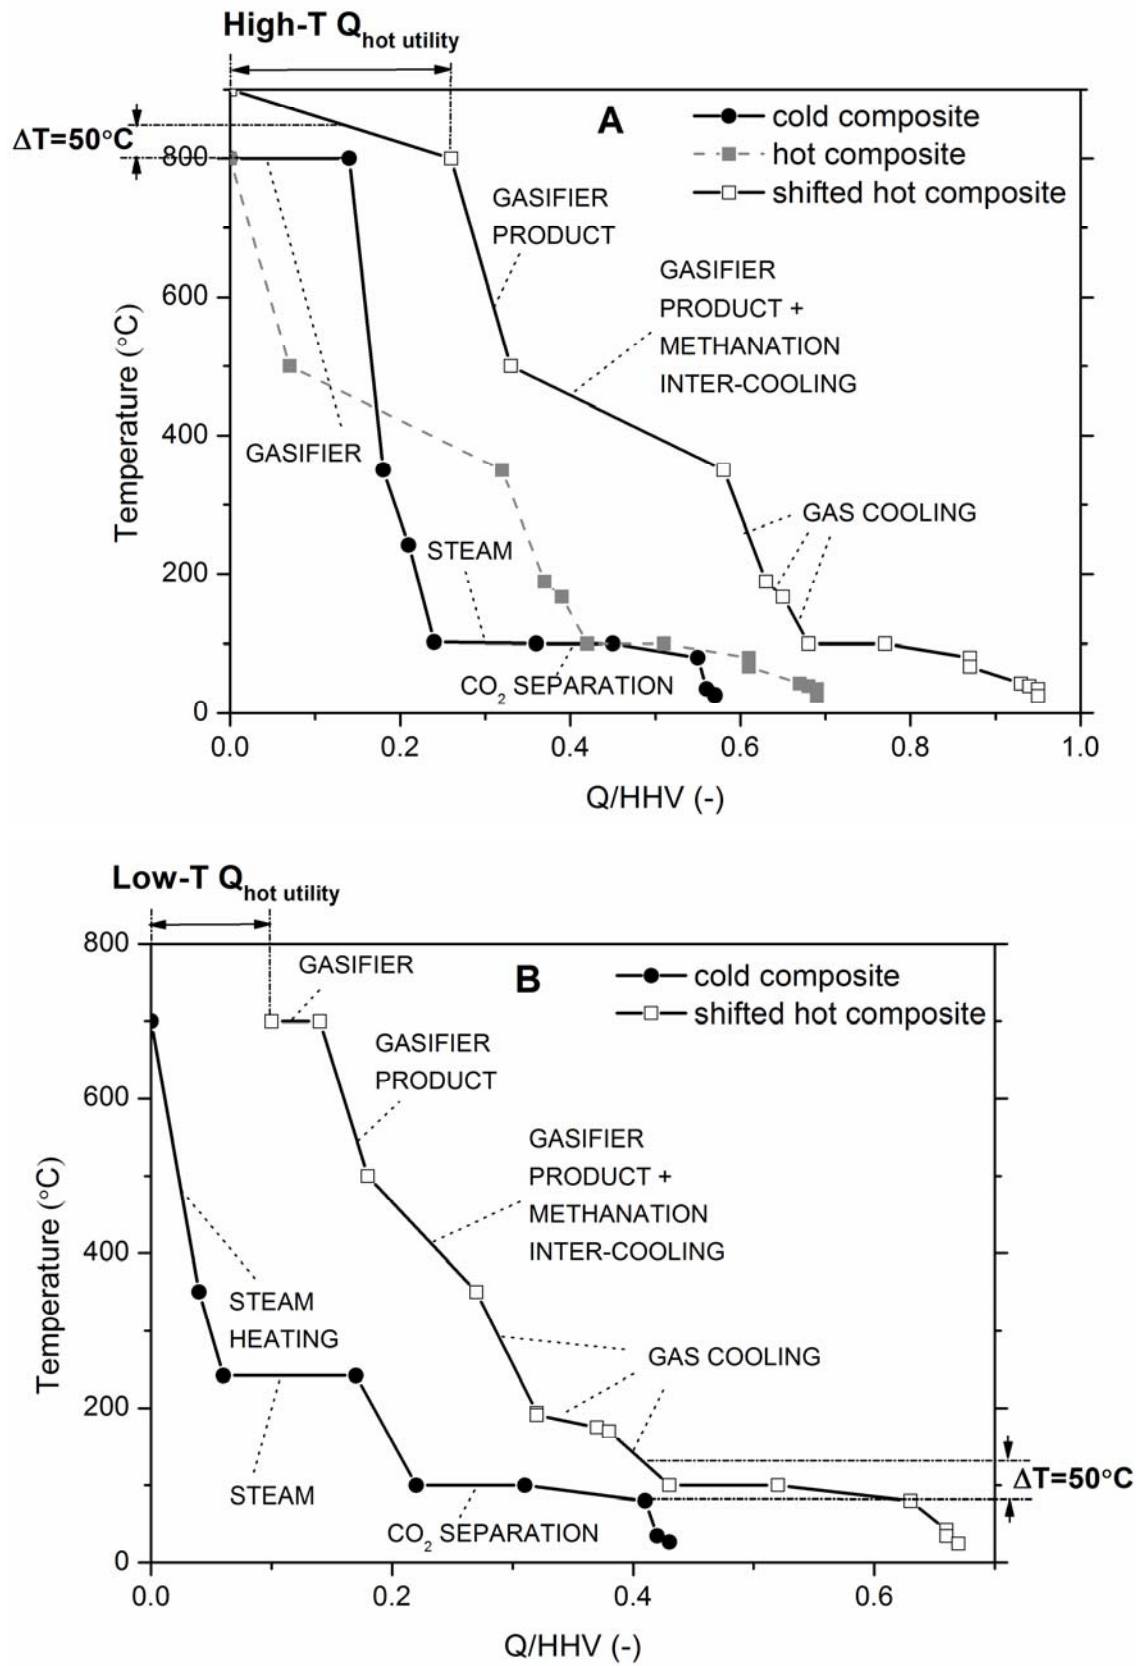 High-T Q hot utility
ΔT=50°C
A
cold composite
hot composite
shifted hot composite
GASIFIER
PRODUCT
GASIFIER
PRODUCT +
METHANATION
INTER-COOLING
GASIFIER
GAS COOLING
STEAM
CO2 SEPARATION
Temperature (°C)
800
600
400
200
0
0.0 0.2 0.4 0.6 0.8 1.0
Q/HHV (-)
Low-T Q hot utility
B
cold composite
shifted hot composite
GASIFIER
GASIFIER
PRODUCT
GASIFIER
PRODUCT +
METHANATION
INTER-COOLING
STEAM
HEATING
GAS COOLING
ΔT=50°C
STEAM
CO2 SEPARATION
Temperature (°C)
800
600
400
200
0
0.0 0.2 0.4 0.6
Q/HHV (-)